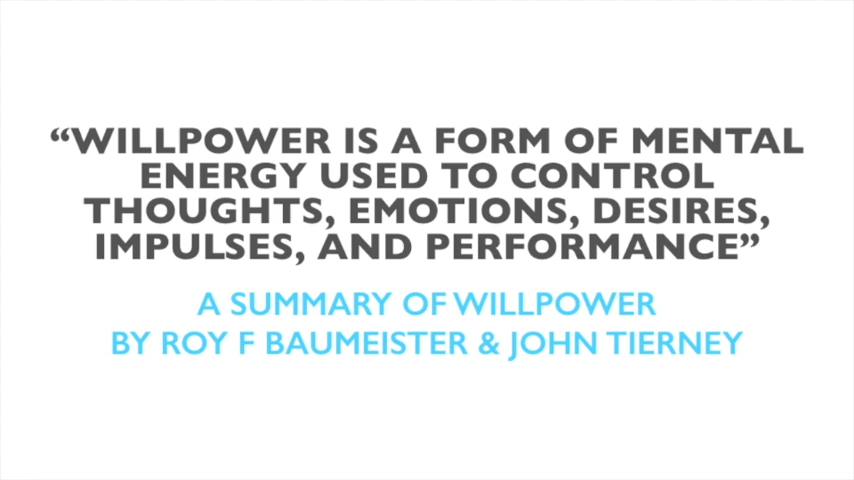 “WILLPOWER IS A FORM OF MENTAL
ENERGY USED TO CONTROL
THOUGHTS, EMOTIONS, DESIRES,
IMPULSES, AND PERFORMANCE”
A SUMMARY OF WILLPOWER
BY ROY F BAUMEISTER & JOHN TIERNEY